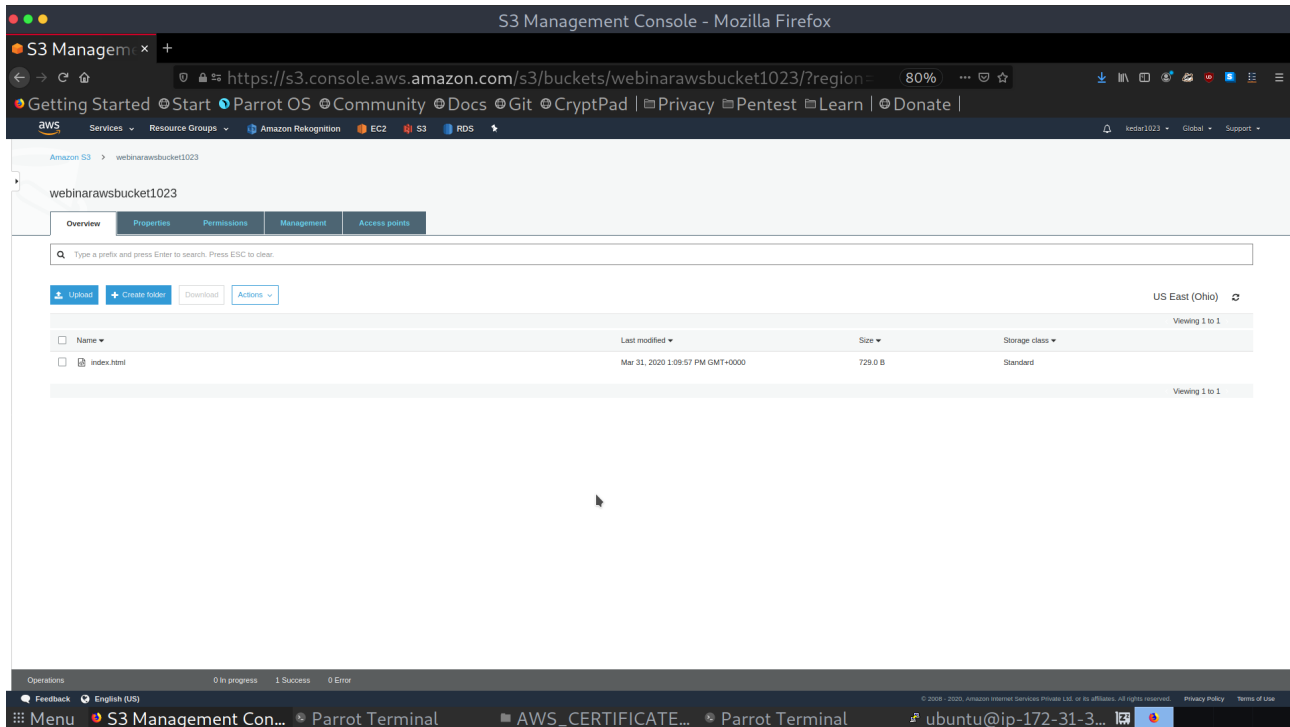 S3 Management Console - Mozilla Firefox
S3 Manageme × +
https://s3.console.aws.amazon.com/s3/buckets/webinarawsbucket1023/?region= 80%
Getting Started Start Parrot OS Community Docs Git CryptPad | Privacy Pentest Learn | Donate |
aws Services Resource Groups Amazon Rekognition EC2 S3 RDS kedar1023 Global Support
Amazon S3 > webinarawsbucket1023
webinarawsbucket1023
Overview Properties Permissions Management Access points
Type a prefix and press Enter to search. Press ESC to clear.
Upload + Create folder Download Actions US East (Ohio)
Viewing 1 to 1
Name Last modified Size Storage class
index.html Mar 31, 2020 1:09:57 PM GMT+0000 729.0 B Standard
Viewing 1 to 1
Operations 0 In progress 1 Success 0 Error
Feedback English (US) © 2008 - 2020, Amazon Internet Services Private Ltd. or its affiliates. All rights reserved. Privacy Policy Terms of Use
Menu S3 Management Con... Parrot Terminal AWS_CERTIFICATE... Parrot Terminal ubuntu@ip-172-31-3...